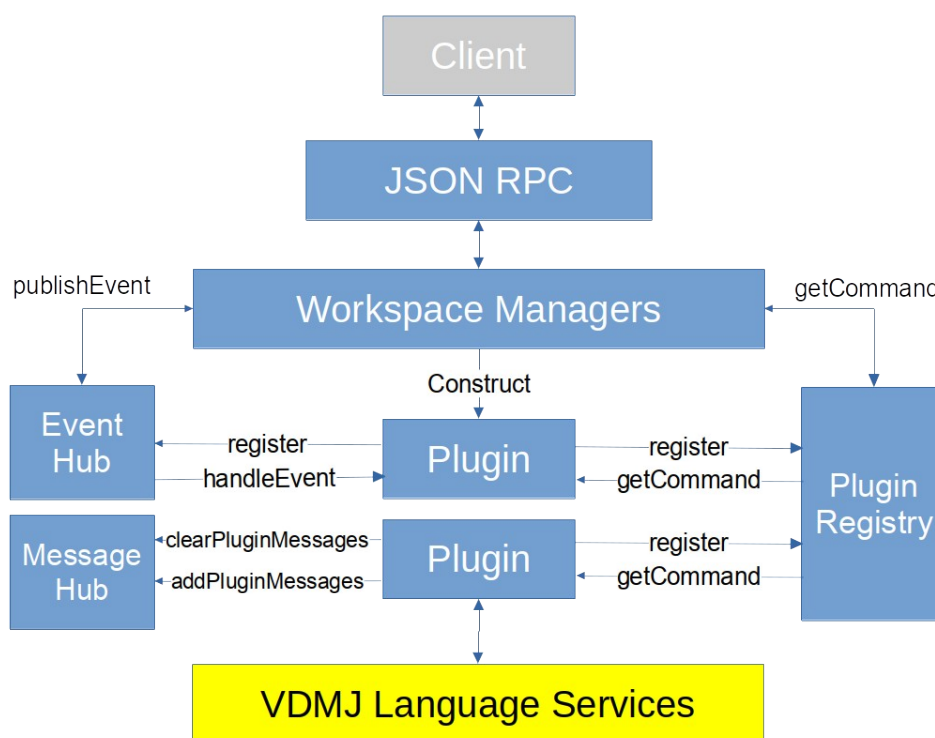 Client
JSON RPC
publishEvent
getCommand
Workspace Managers
Construct
Event
Hub
register
handleEvent
Plugin
register
getCommand
Plugin
Registry
Message
Hub
clearPluginMessages
addPluginMessages
Plugin
register
getCommand
VDMJ Language Services